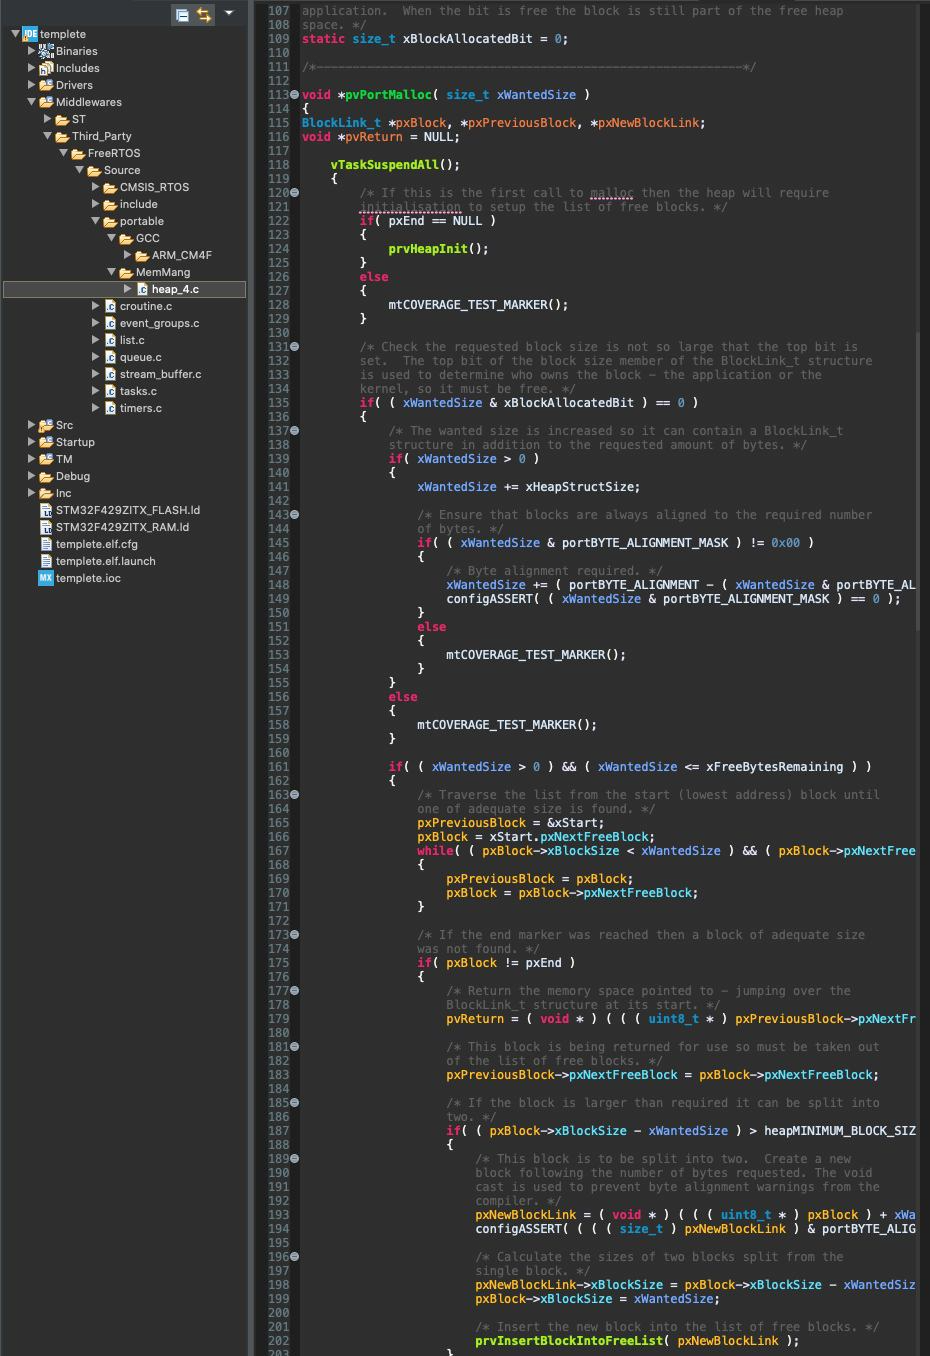 templete
Binaries
Includes
Drivers
Middlewares
ST
Third_Party
FreeRTOS
Source
CMSIS_RTOS
include
portable
GCC
ARM_CM4F
MemMang
heap_4.c
croutine.c
event_groups.c
list.c
queue.c
stream_buffer.c
tasks.c
timers.c
Src
Startup
TM
Debug
Inc
STM32F429ZITX_FLASH.ld
STM32F429ZITX_RAM.ld
templete.elf.cfg
templete.elf.launch
MX templete.ioc
107 application. When the bit is free the block is still part of the free heap
108 space. */
109 static size_t xBlockAllocatedBit = 0;
110
111 /*-----------------------------------------------------------*/
112
113 void *pvPortMalloc( size_t xWantedSize )
114 {
115 BlockLink_t *pxBlock, *pxPreviousBlock, *pxNewBlockLink;
116 void *pvReturn = NULL;
117
118 vTaskSuspendAll();
119 {
120 /* If this is the first call to malloc then the heap will require
121 initialisation to setup the list of free blocks. */
122 if( pxEnd == NULL )
123 {
124 prvHeapInit();
125 }
126 else
127 {
128 mtCOVERAGE_TEST_MARKER();
129 }
130
131 /* Check the requested block size is not so large that the top bit is
132 set. The top bit of the block size member of the BlockLink_t structure
133 is used to determine who owns the block - the application or the
134 kernel, so it must be free. */
135 if( ( xWantedSize & xBlockAllocatedBit ) == 0 )
136 {
137 /* The wanted size is increased so it can contain a BlockLink_t
138 structure in addition to the requested amount of bytes. */
139 if( xWantedSize > 0 )
140 {
141 xWantedSize += xHeapStructSize;
142
143 /* Ensure that blocks are always aligned to the required number
144 of bytes. */
145 if( ( xWantedSize & portBYTE_ALIGNMENT_MASK ) != 0x00 )
146 {
147 /* Byte alignment required. */
148 xWantedSize += ( portBYTE_ALIGNMENT - ( xWantedSize & portBYTE_AL
149 configASSERT( ( xWantedSize & portBYTE_ALIGNMENT_MASK ) == 0 );
150 }
151 else
152 {
153 mtCOVERAGE_TEST_MARKER();
154 }
155 }
156 else
157 {
158 mtCOVERAGE_TEST_MARKER();
159 }
160
161 if( ( xWantedSize > 0 ) && ( xWantedSize <= xFreeBytesRemaining ) )
162 {
163 /* Traverse the list from the start (lowest address) block until
164 one of adequate size is found. */
165 pxPreviousBlock = &xStart;
166 pxBlock = xStart.pxNextFreeBlock;
167 while( ( pxBlock->xBlockSize < xWantedSize ) && ( pxBlock->pxNextFree
168 {
169 pxPreviousBlock = pxBlock;
170 pxBlock = pxBlock->pxNextFreeBlock;
171 }
172
173 /* If the end marker was reached then a block of adequate size
174 was not found. */
175 if( pxBlock != pxEnd )
176 {
177 /* Return the memory space pointed to - jumping over the
178 BlockLink_t structure at its start. */
179 pvReturn = ( void * ) ( ( ( uint8_t * ) pxPreviousBlock->pxNextFr
180
181 /* This block is being returned for use so must be taken out
182 of the list of free blocks. */
183 pxPreviousBlock->pxNextFreeBlock = pxBlock->pxNextFreeBlock;
184
185 /* If the block is larger than required it can be split into
186 two. */
187 if( ( pxBlock->xBlockSize - xWantedSize ) > heapMINIMUM_BLOCK_SIZ
188 {
189 /* This block is to be split into two. Create a new
190 block following the number of bytes requested. The void
191 cast is used to prevent byte alignment warnings from the
192 compiler. */
193 pxNewBlockLink = ( void * ) ( ( ( uint8_t * ) pxBlock ) + xWa
194 configASSERT( ( ( ( size_t ) pxNewBlockLink ) & portBYTE_ALIG
195
196 /* Calculate the sizes of two blocks split from the
197 single block. */
198 pxNewBlockLink->xBlockSize = pxBlock->xBlockSize - xWantedSiz
199 pxBlock->xBlockSize = xWantedSize;
200
201 /* Insert the new block into the list of free blocks. */
202 prvInsertBlockIntoFreeList( pxNewBlockLink );
203 }